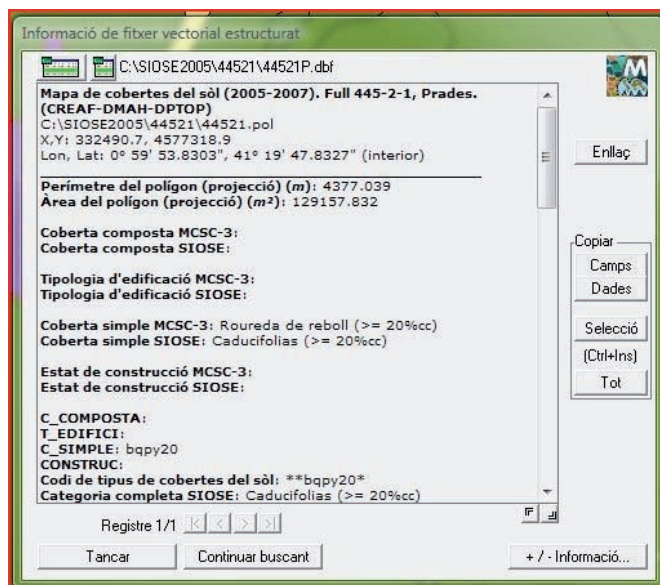 Informació de fitxer vectorial estructurat
C:\SIOSE2005\44521\44521P.dbf
Mapa de cobertes del sòl (2005-2007). Full 445-2-1, Prades.
(CREAF-DMAH-DPTOP)
C:\SIOSE2005\44521\44521.pol
X,Y: 332490.7, 4577318.9
Lon, Lat: 0º 59' 53.8303", 41º 19' 47.8327" (interior)
Perímetre del polígon (projecció) (m): 4377.039
Àrea del polígon (projecció) (m²): 129157.832
Coberta composta MCSC-3:
Coberta composta SIOSE:
Tipologia d'edificació MCSC-3:
Tipologia d'edificació SIOSE:
Coberta simple MCSC-3: Roureda de reboll (>= 20%cc)
Coberta simple SIOSE: Caducifolias (>= 20%cc)
Estat de construcció MCSC-3:
Estat de construcció SIOSE:
C_COMPOSTA:
T_EDIFICI:
C_SIMPLE: bqpy20
CONSTRUC:
Codi de tipus de cobertes del sòl: **bqpy20*
Categoria completa SIOSE: Caducifolias (>= 20%cc)
M
Enllaç
Copiar
Camps
Dades
Selecció
(Ctrl+Ins)
Tot
Registre 1/1
Tancar
Continuar buscant
+ / - Informació...